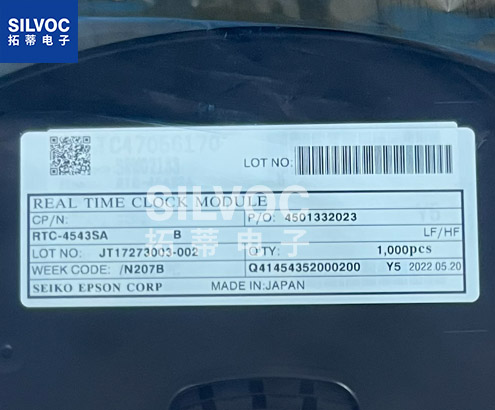 SILVOC
拓蒂电子
LOT NO:
REAL TIME CLOCK MODULE
CP/N: P/O: 4501332023
RTC-4543SA B LF/HF
LOT NO: JT17273003-002 Q'TY: 1,000pcs
WEEK CODE: /N207B Q41454352000200 Y5 2022.05.20
SEIKO EPSON CORP MADE IN JAPAN
SILVOC
拓蒂电子